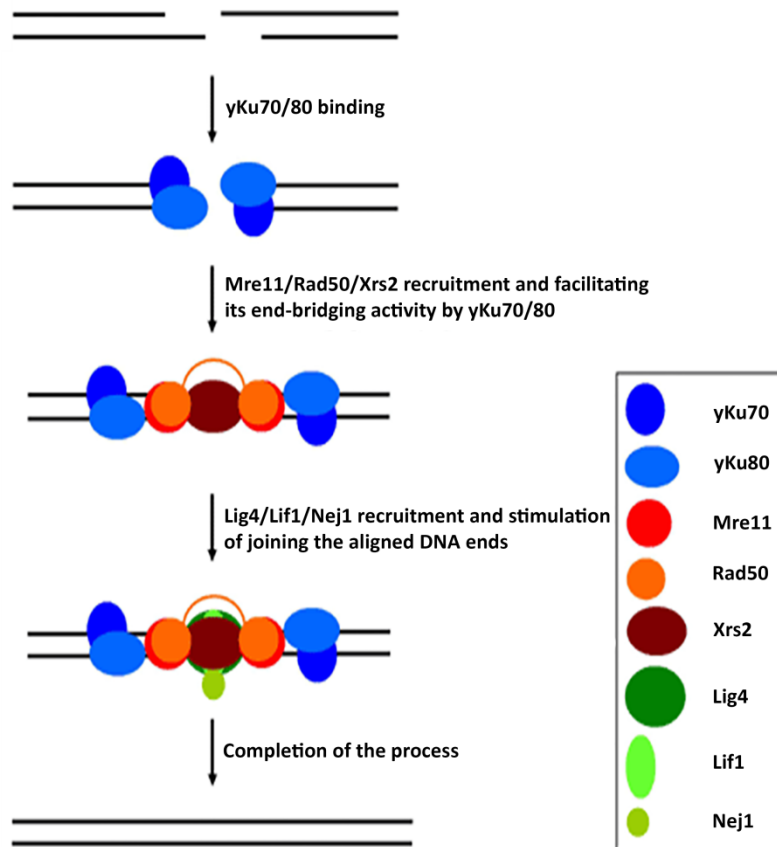 yKu70/80 binding
Mre11/Rad50/Xrs2 recruitment and facilitating
its end-bridging activity by yKu70/80
Lig4/Lif1/Nej1 recruitment and stimulation
of joining the aligned DNA ends
Completion of the process
yKu70
yKu80
Mre11
Rad50
Xrs2
Lig4
Lif1
Nej1